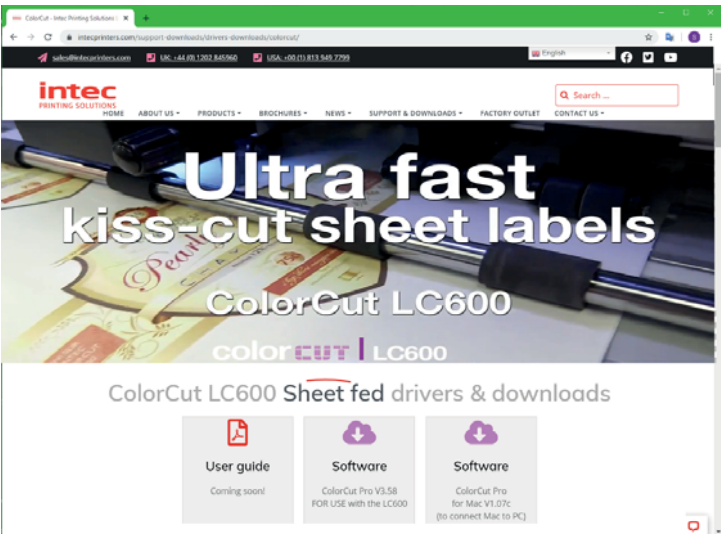 ColorCut - Intec Printing Solutions
intecprinters.com/support-downloads/drivers-downloads/colorcut/
sales@intecprinters.com UK: +44 (0) 1202 845960 USA: +00 (1) 813 949 7799 English
intec
PRINTING SOLUTIONS
Search ...
HOME ABOUT US PRODUCTS BROCHURES NEWS SUPPORT & DOWNLOADS FACTORY OUTLET CONTACT US
Ultra fast
kiss-cut sheet labels
Pearl
ColorCut LC600
colorcut LC600
ColorCut LC600 Sheet fed drivers & downloads
User guide
Coming soon!
Software
ColorCut Pro V3.58
FOR USE with the LC600
Software
ColorCut Pro
for Mac V1.07c
(to connect Mac to PC)